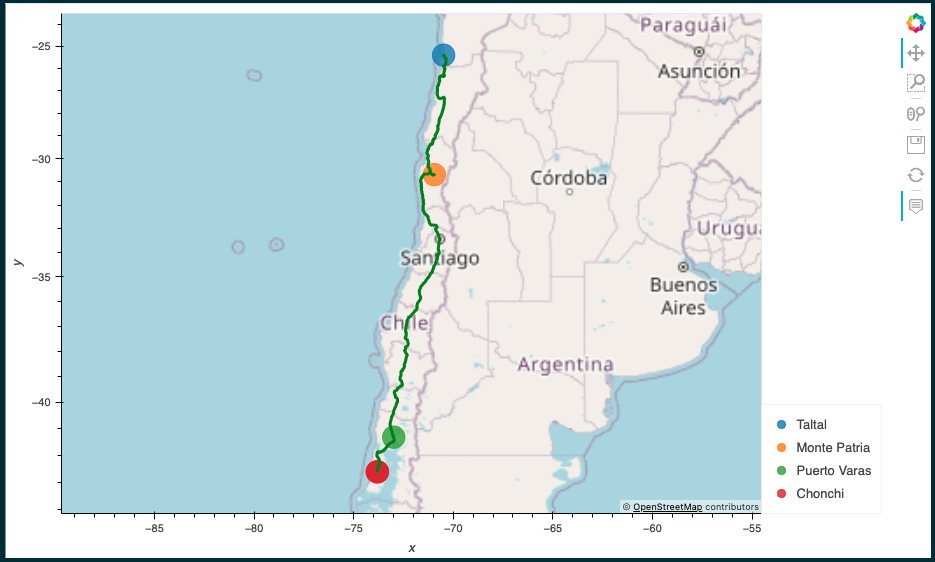 Paraguái
Asunción
Córdoba
Urugu
Santiago
Buenos
Aires
Chile
Argentina
−25
−30
−35
−40
y
−85
−80
−75
−70
−65
−60
−55
x
© OpenStreetMap contributors
Taltal
Monte Patria
Puerto Varas
Chonchi